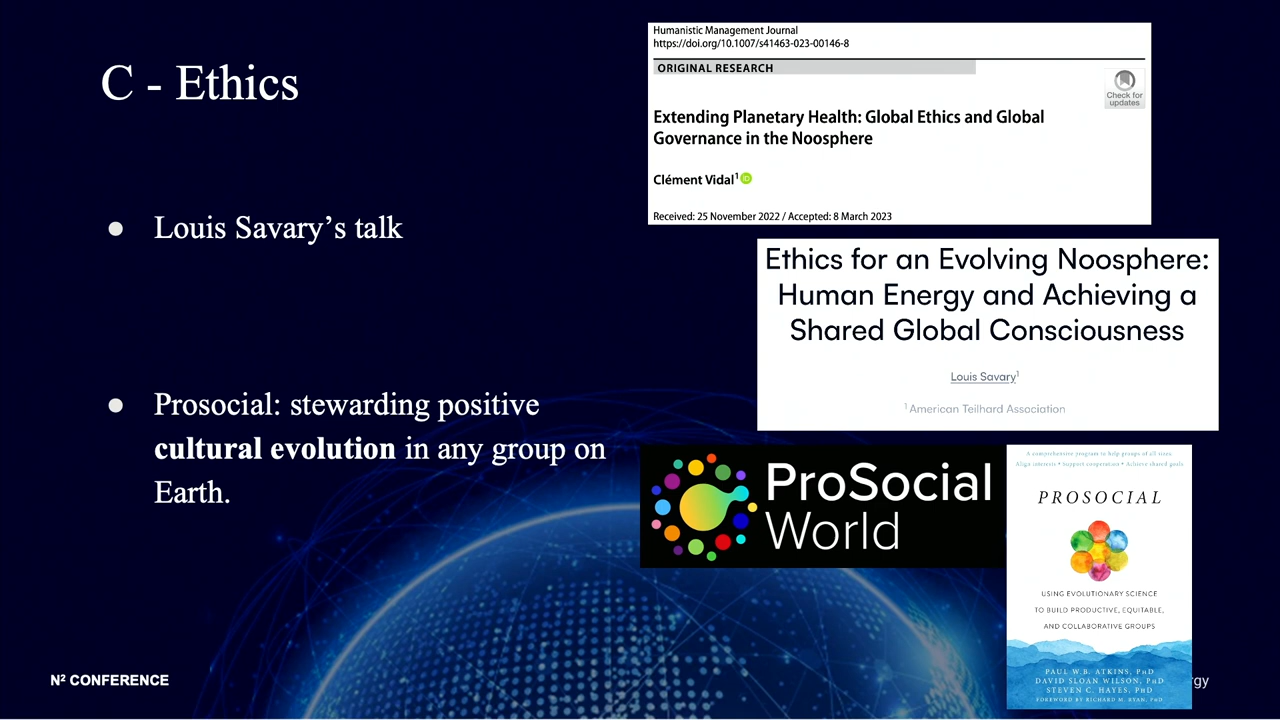 C - Ethics
● Louis Savary’s talk
● Prosocial: stewarding positive
cultural evolution in any group on
Earth.
Humanistic Management Journal
https://doi.org/10.1007/s41463-023-00146-8
ORIGINAL RESEARCH
Check for
updates
Extending Planetary Health: Global Ethics and Global
Governance in the Noosphere
Clément Vidal¹ iD
Received: 25 November 2022 / Accepted: 8 March 2023
Ethics for an Evolving Noosphere:
Human Energy and Achieving a
Shared Global Consciousness
Louis Savary¹
¹ American Teilhard Association
ProSocial
World
A comprehensive program to help groups of all sizes
Align interests • Support cooperation • Achieve shared goals
PROSOCIAL
USING EVOLUTIONARY SCIENCE
TO BUILD PRODUCTIVE, EQUITABLE,
AND COLLABORATIVE GROUPS
PAUL W.B. ATKINS, PhD
DAVID SLOAN WILSON, PhD
STEVEN C. HAYES, PhD
FOREWORD BY RICHARD M. RYAN, PhD
N² CONFERENCE
rgy